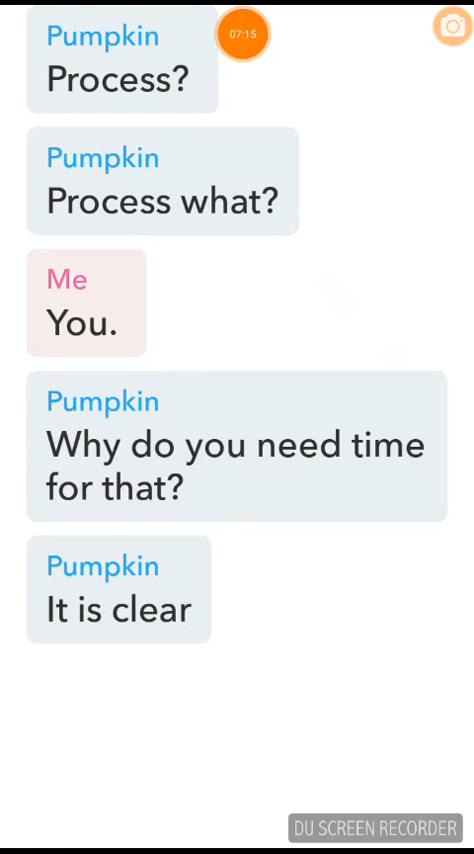 Pumpkin
07:15
Process?
Pumpkin
Process what?
Me
You.
Pumpkin
Why do you need time
for that?
Pumpkin
It is clear
DU SCREEN RECORDER